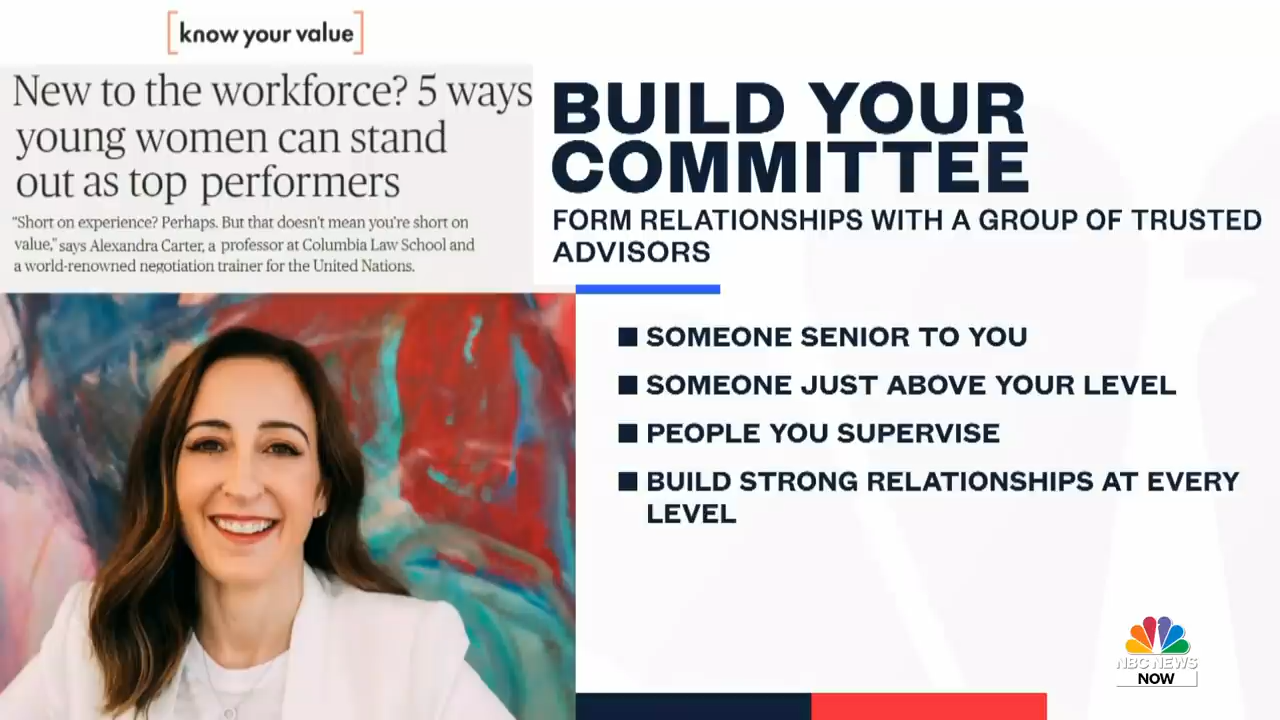 [know your value]
New to the workforce? 5 ways
young women can stand
out as top performers
"Short on experience? Perhaps. But that doesn't mean you're short on
value," says Alexandra Carter, a professor at Columbia Law School and
a world-renowned negotiation trainer for the United Nations.
BUILD YOUR
COMMITTEE
FORM RELATIONSHIPS WITH A GROUP OF TRUSTED
ADVISORS
■ SOMEONE SENIOR TO YOU
■ SOMEONE JUST ABOVE YOUR LEVEL
■ PEOPLE YOU SUPERVISE
■ BUILD STRONG RELATIONSHIPS AT EVERY
LEVEL
NBC NEWS
NOW